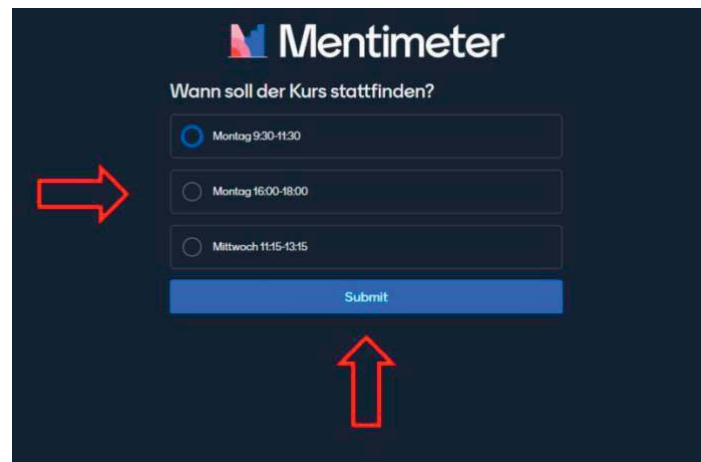 Mentimeter
Wann soll der Kurs stattfinden?
Montag 9:30-11:30
Montag 16:00-18:00
Mittwoch 11:15-13:15
Submit